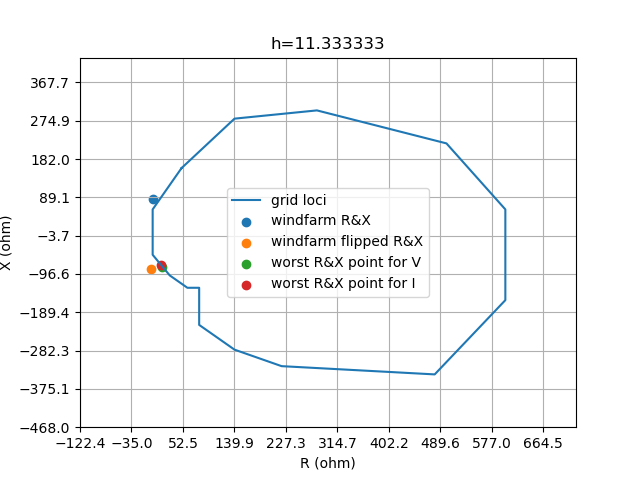 h=11.333333
367.7
274.9
182.0
89.1
−3.7
−96.6
−189.4
−282.3
−375.1
−468.0
X (ohm)
grid loci
windfarm R&X
windfarm flipped R&X
worst R&X point for V
worst R&X point for I
−122.4 −35.0 52.5 139.9 227.3 314.7 402.2 489.6 577.0 664.5
R (ohm)